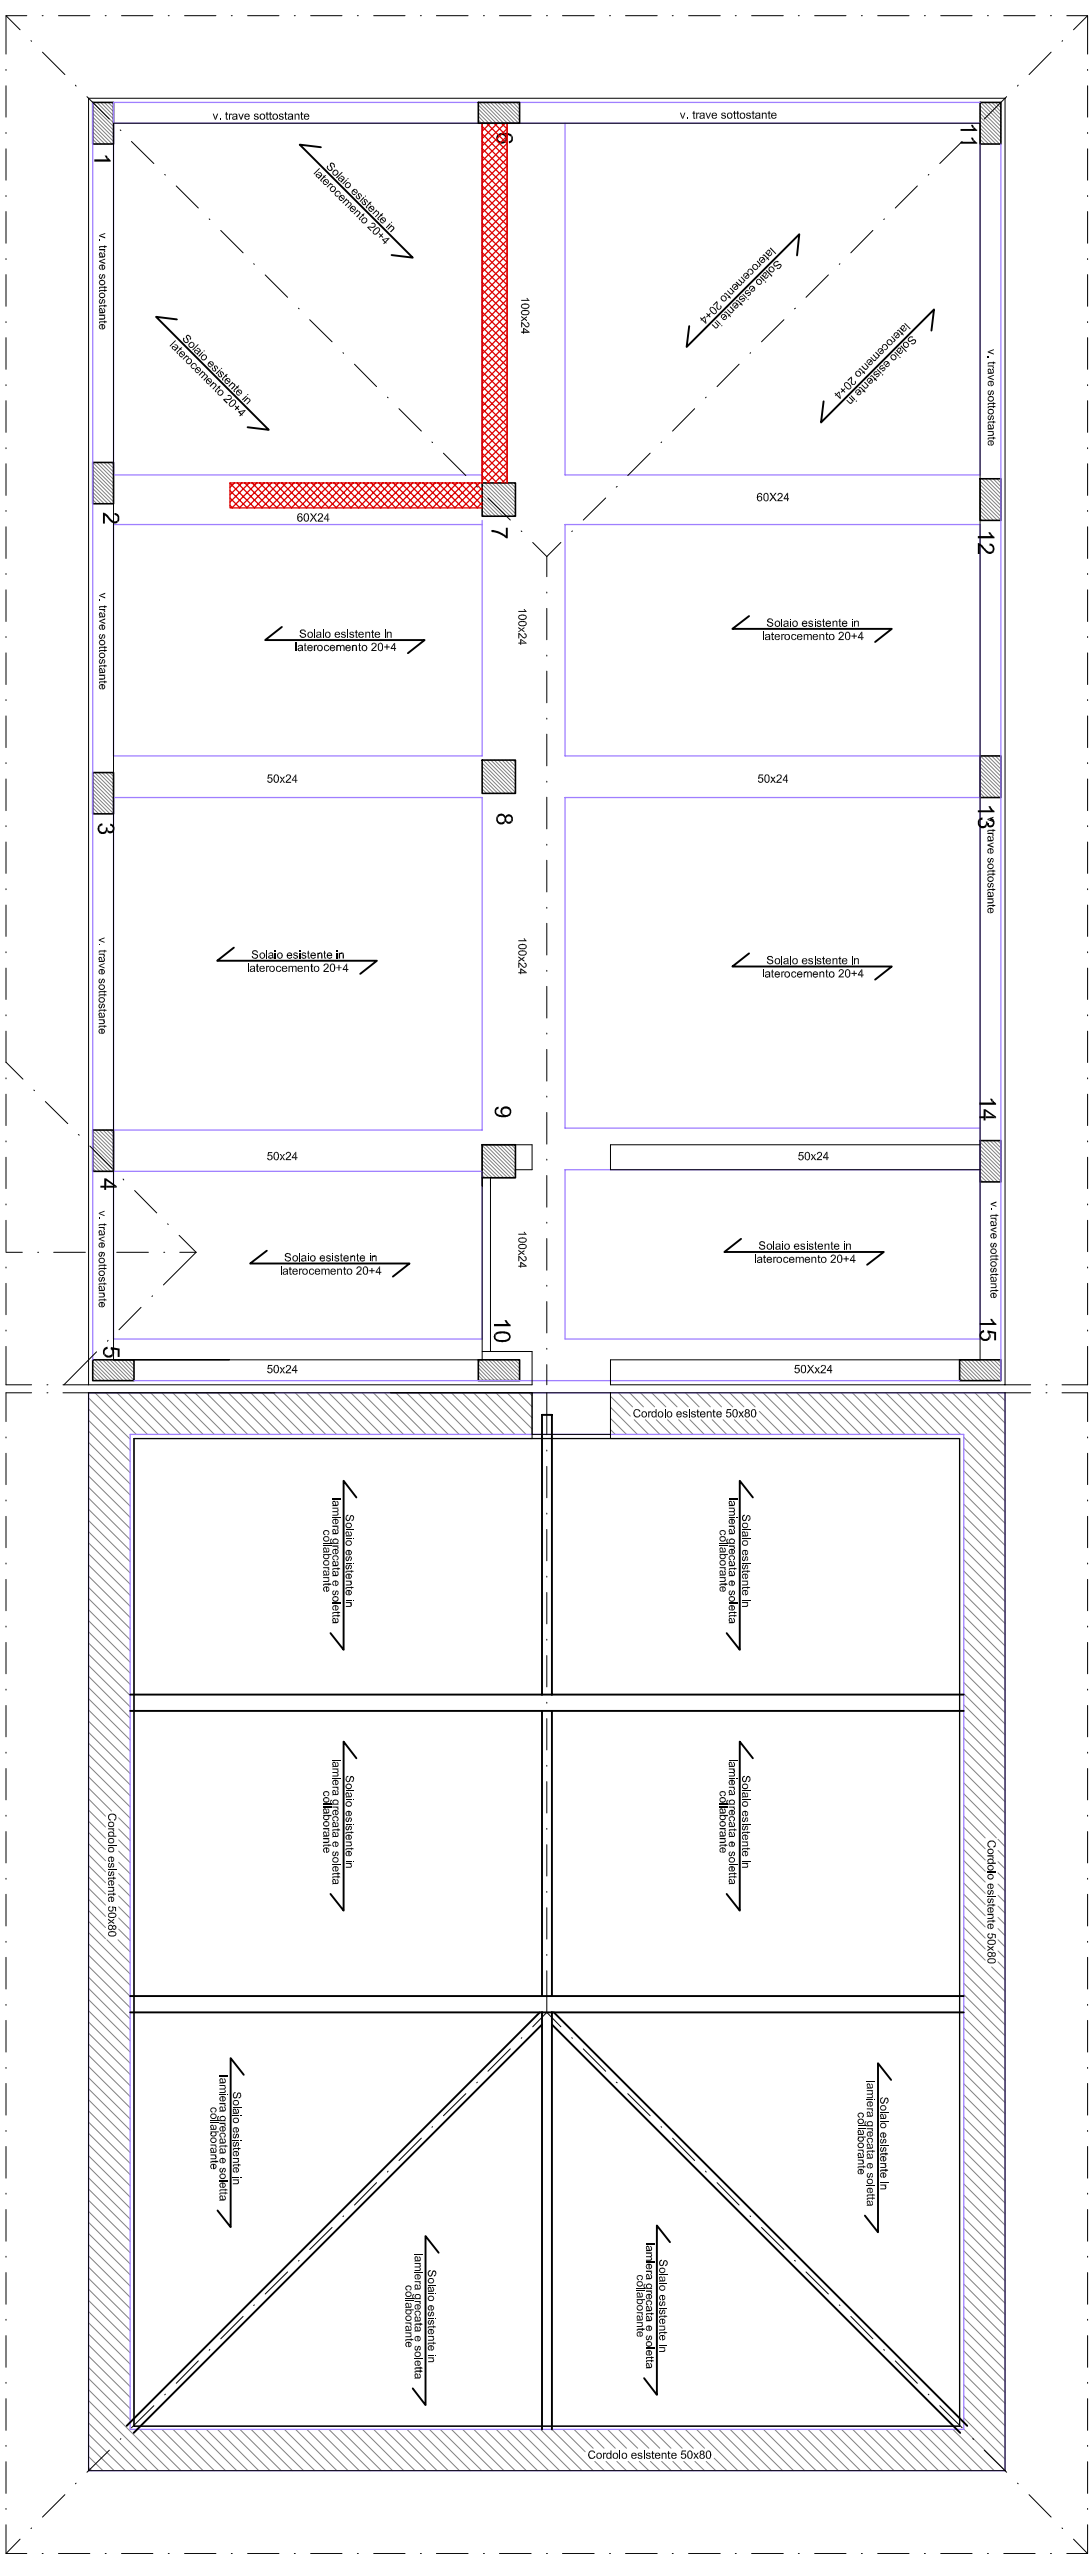 v. trave sottostante
v. trave sottostante
6
11
1
Solaio esistente in
laterocemento 20+4
v. trave sottostante
Solaio esistente in
laterocemento 20+4
100x24
Solaio esistente in
laterocemento 20+4
Solaio esistente in
laterocemento 20+4
v. trave sottostante
60X24
2
60X24
7
12
v. trave sottostante
Solaio esistente in
laterocemento 20+4
100x24
Solaio esistente in
laterocemento 20+4
50x24
50x24
3
8
13
v. trave sottostante
v. trave sottostante
Solaio esistente in
laterocemento 20+4
100x24
Solaio esistente in
laterocemento 20+4
9
14
50x24
50x24
4
v. trave sottostante
Solaio esistente in
laterocemento 20+4
100x24
Solaio esistente in
laterocemento 20+4
v. trave sottostante
10
15
5
50x24
50Xx24
Cordolo esistente 50x80
Solaio esistente in
lamiera grecata e soletta
collaborante
Solaio esistente in
lamiera grecata e soletta
collaborante
Solaio esistente in
lamiera grecata e soletta
collaborante
Solaio esistente in
lamiera grecata e soletta
collaborante
Cordolo esistente 50x80
Cordolo esistente 50x80
Solaio esistente in
lamiera grecata e soletta
collaborante
Solaio esistente in
lamiera grecata e soletta
collaborante
Solaio esistente in
lamiera grecata e soletta
collaborante
Solaio esistente in
lamiera grecata e soletta
collaborante
Cordolo esistente 50x80